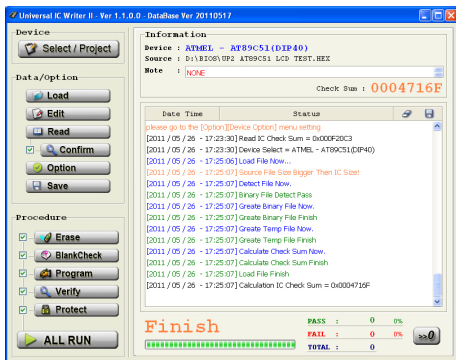 Universal IC Writer II - Ver 1.1.0.0 - DataBase Ver 20110517
Device
Select / Project
Data/Option
Load
Edit
Read
Confirm
Option
Save
Procedure
Erase
BlankCheck
Program
Verify
Protect
ALL RUN
Information
Device : ATMEL - AT89C51(DIP40)
Source : D:\BIOS\UP2 AT89C51 LCD TEST.HEX
Note : NONE
Check Sum : 0004716F
Date Time Status
please go to the [Option][Device Option] menu setting
[2011 / 05 / 26 - 17:23:30] Read IC Check Sum = 0x000F20C3
[2011 / 05 / 26 - 17:23:30] Device Select = ATMEL - AT89C51(DIP40)
[2011 / 05 / 26 - 17:25:06] Load File Now...
[2011 / 05 / 26 - 17:25:07] Source File Size Bigger Then IC Size!
[2011 / 05 / 26 - 17:25:07] Detect File Now.
[2011 / 05 / 26 - 17:25:07] Binary File Detect Pass
[2011 / 05 / 26 - 17:25:07] Greate Binary File Now.
[2011 / 05 / 26 - 17:25:07] Greate Binary File Finish
[2011 / 05 / 26 - 17:25:07] Greate Temp File Now.
[2011 / 05 / 26 - 17:25:07] Greate Temp File Finish
[2011 / 05 / 26 - 17:25:07] Calculate Check Sum Now.
[2011 / 05 / 26 - 17:25:07] Calculate Check Sum Finish
[2011 / 05 / 26 - 17:25:07] Load File Finish
[2011 / 05 / 26 - 17:25:07] Calculation IC Check Sum = 0x0004716F
Finish
PASS : 0 0%
FAIL : 0 0%
TOTAL : 0
>>0